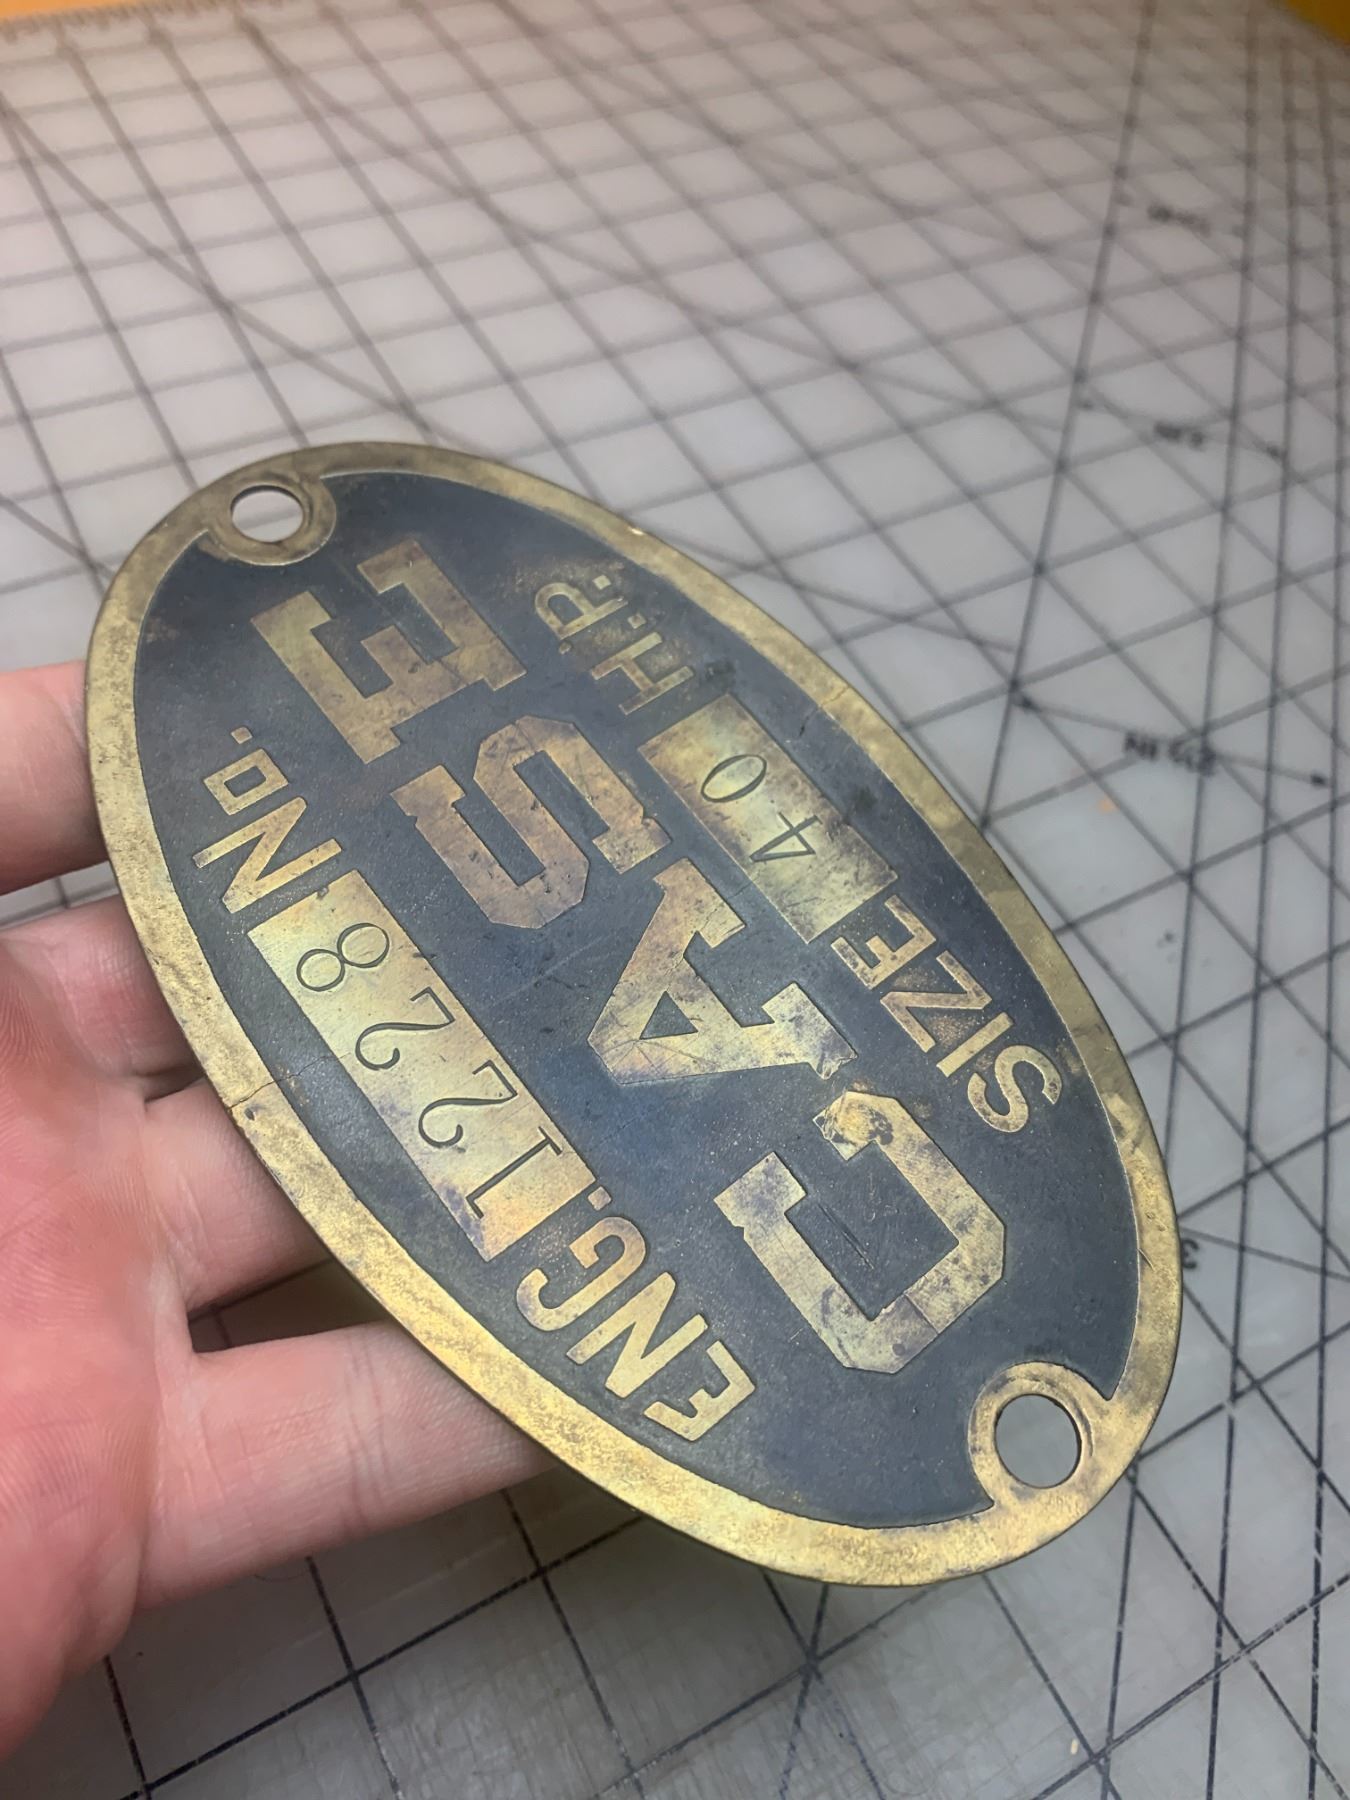 ENG. 1228 NO.
CASE
SIZE 40 H.P.